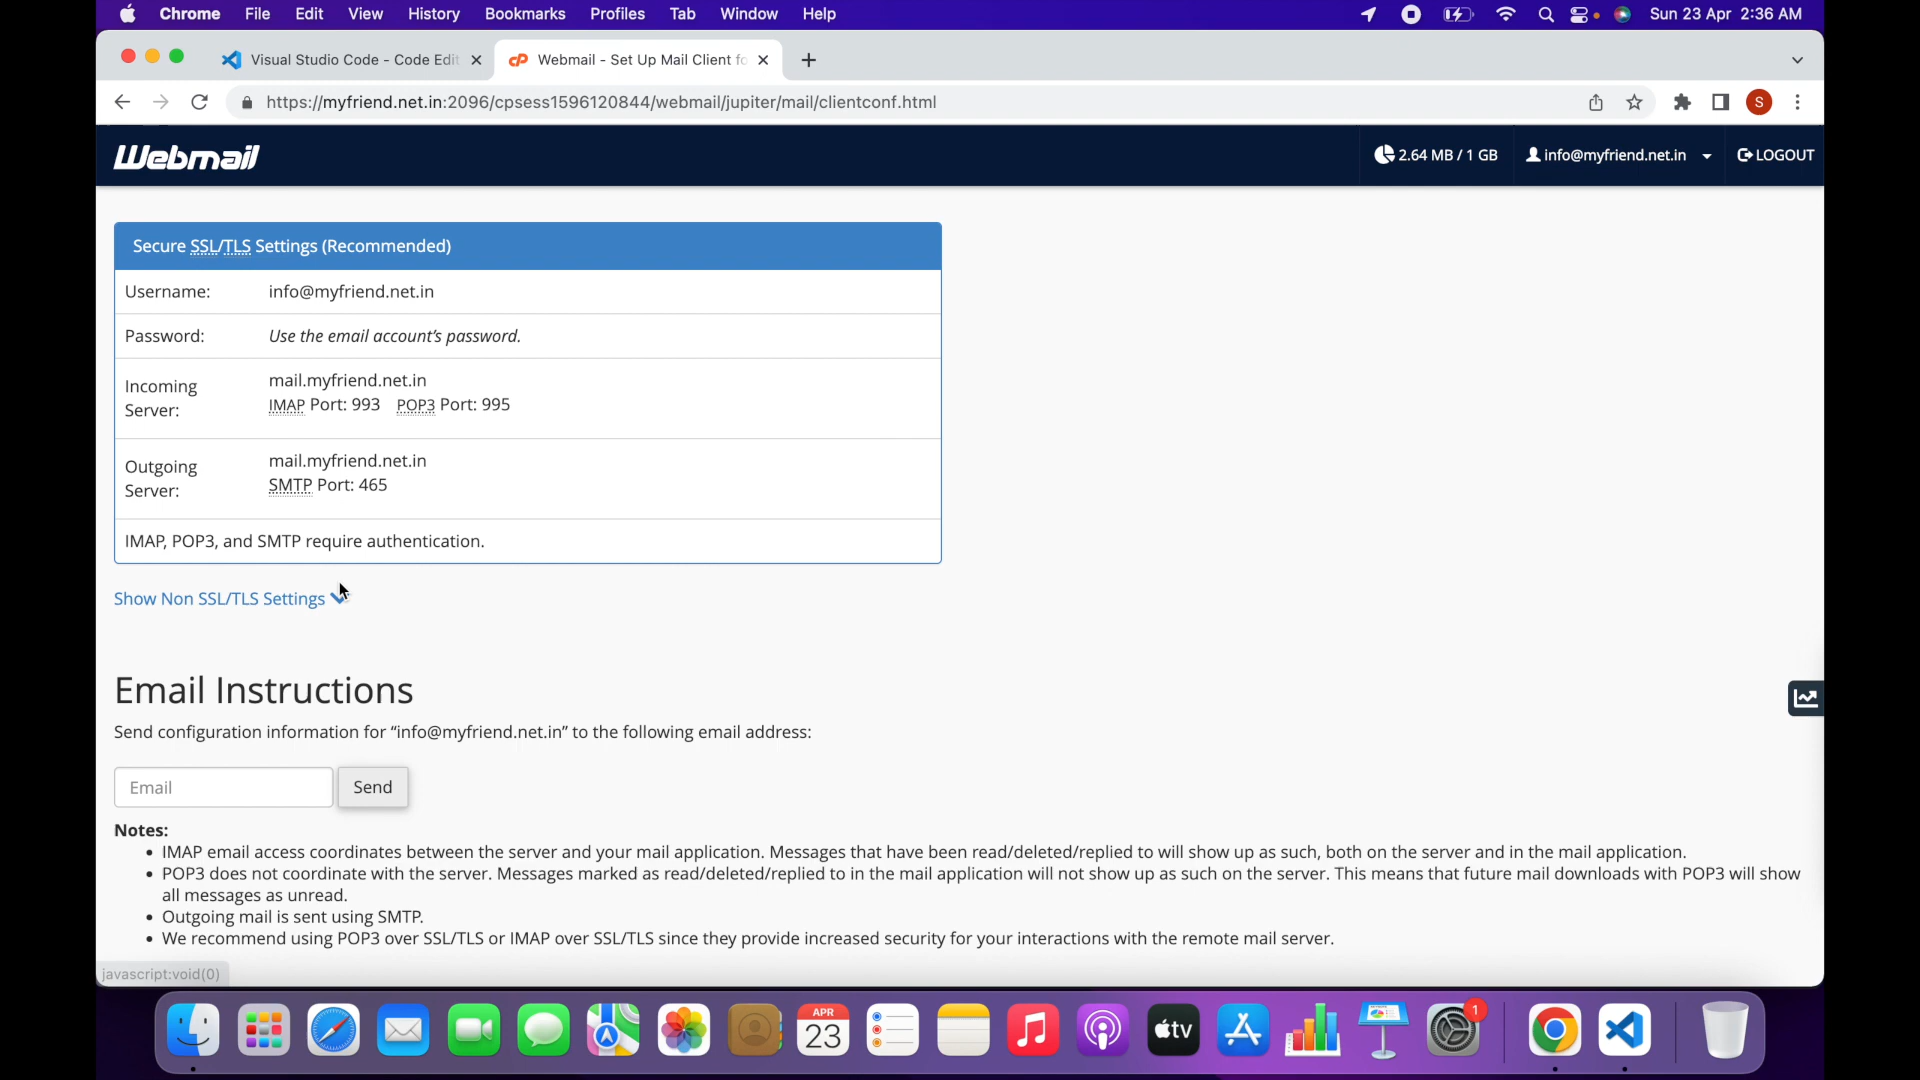 Chrome File Edit View History Bookmarks Profiles Tab Window Help Sun 23 Apr 2:36 AM
Visual Studio Code - Code Edit Webmail - Set Up Mail Client fo
https://myfriend.net.in:2096/cpsess1596120844/webmail/jupiter/mail/clientconf.html S
Webmail 2.64 MB / 1 GB info@myfriend.net.in LOGOUT
Secure SSL/TLS Settings (Recommended)
Username: info@myfriend.net.in
Password: Use the email account's password.
Incoming Server: mail.myfriend.net.in
IMAP Port: 993 POP3 Port: 995
Outgoing Server: mail.myfriend.net.in
SMTP Port: 465
IMAP, POP3, and SMTP require authentication.
Show Non SSL/TLS Settings
Email Instructions
Send configuration information for “info@myfriend.net.in” to the following email address:
Email Send
Notes:
• IMAP email access coordinates between the server and your mail application. Messages that have been read/deleted/replied to will show up as such, both on the server and in the mail application.
• POP3 does not coordinate with the server. Messages marked as read/deleted/replied to in the mail application will not show up as such on the server. This means that future mail downloads with POP3 will show
all messages as unread.
• Outgoing mail is sent using SMTP.
• We recommend using POP3 over SSL/TLS or IMAP over SSL/TLS since they provide increased security for your interactions with the remote mail server.
javascript:void(0)
APR
23
tv
1